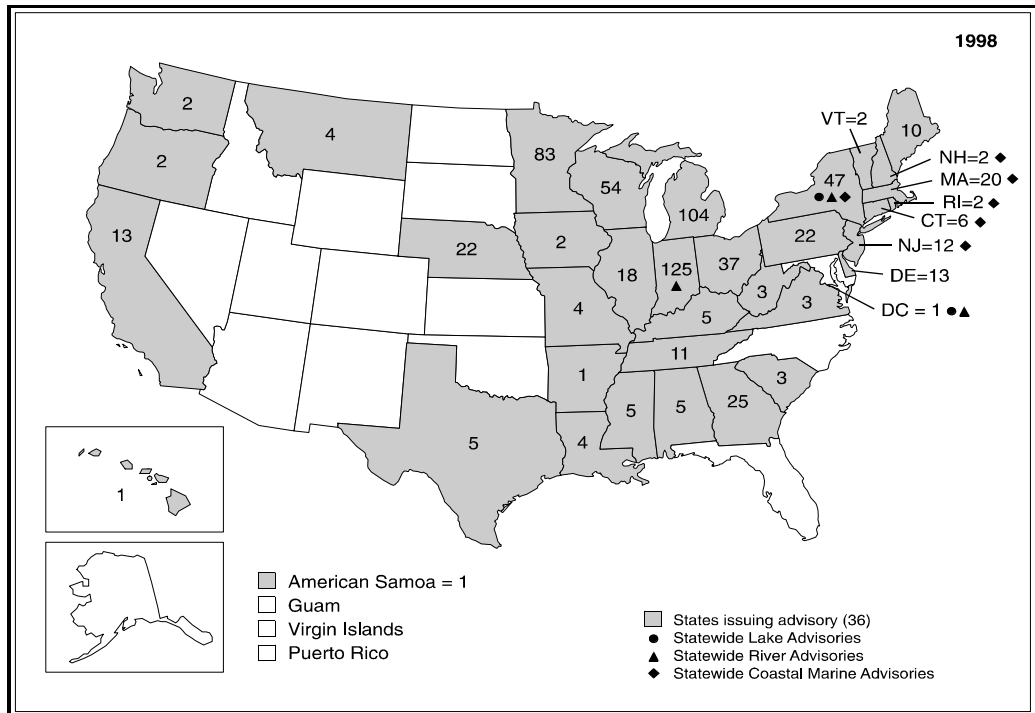 1998
2
4
2
13
83
54
104
22
2
18
125 ▲
37
4
5
1
11
5
4
5
5
25
3
3
3
22
47
● ▲ ◆
10
VT=2
NH=2 ◆
MA=20 ◆
RI=2 ◆
CT=6 ◆
NJ=12 ◆
DE=13
DC = 1 ●▲
1
American Samoa = 1
Guam
Virgin Islands
Puerto Rico
States issuing advisory (36)
● Statewide Lake Advisories
▲ Statewide River Advisories
◆ Statewide Coastal Marine Advisories